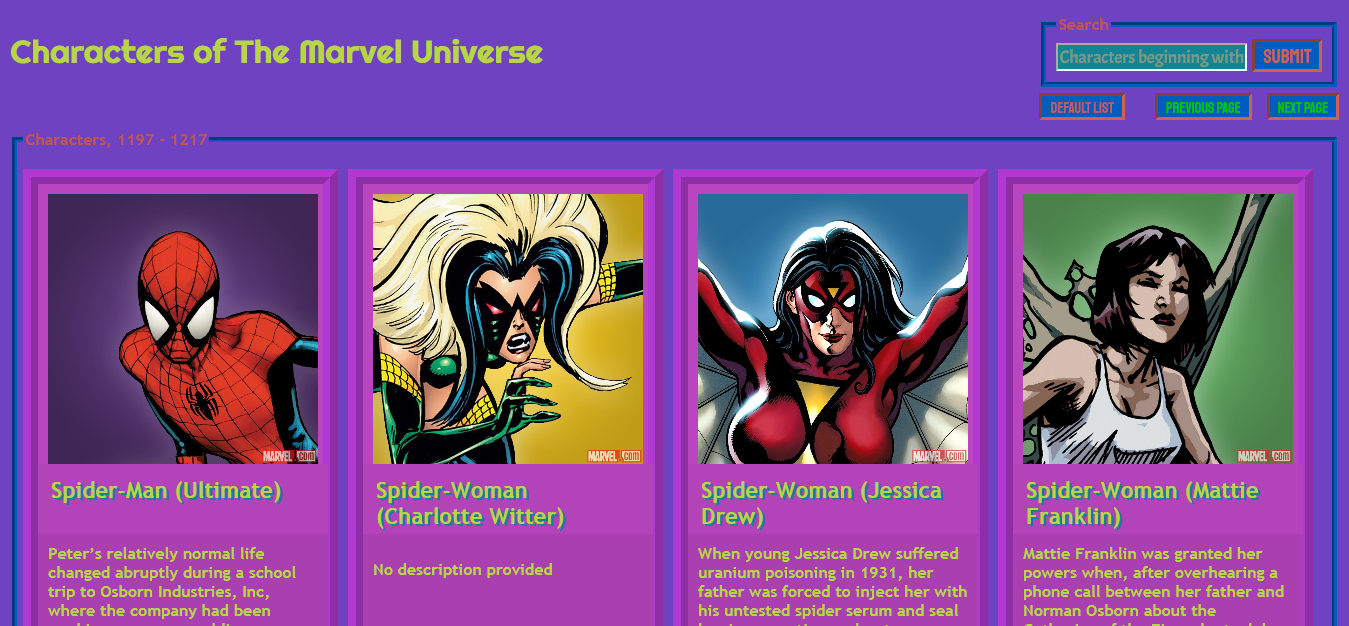 Search
Characters of The Marvel Universe
Characters beginning with
SUBMIT
DEFAULT LIST
PREVIOUS PAGE
NEXT PAGE
Characters, 1197 - 1217
MARVEL.com
MARVEL.com
MARVEL.com
MARVEL.com
Spider-Man (Ultimate)
Peter's relatively normal life
changed abruptly during a school
trip to Osborn Industries, Inc,
where the company had been
Spider-Woman
(Charlotte Witter)
No description provided
Spider-Woman (Jessica
Drew)
When young Jessica Drew suffered
uranium poisoning in 1931, her
father was forced to inject her with
his untested spider serum and seal
Spider-Woman (Mattie
Franklin)
Mattie Franklin was granted her
powers when, after overhearing a
phone call between her father and
Norman Osborn about the